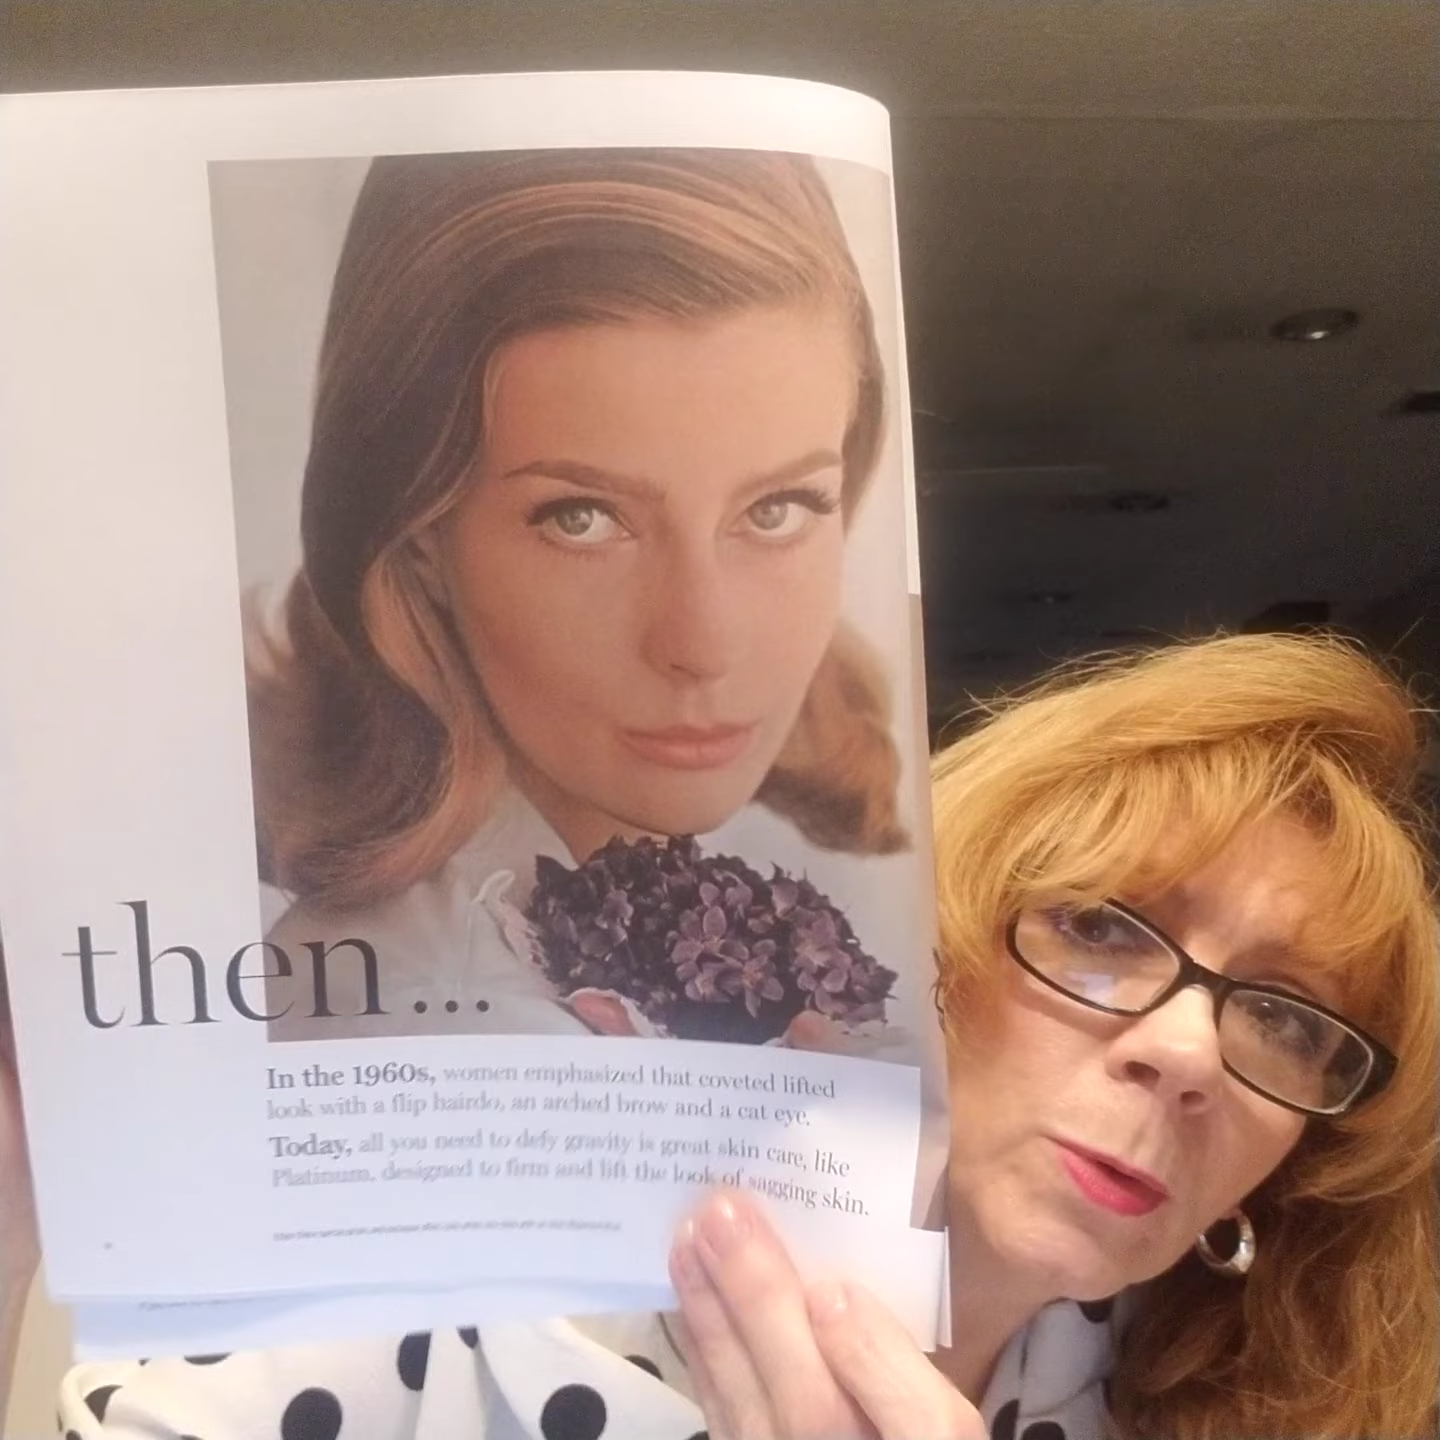 then...
In the 1960s, women emphasized that coveted lifted
look with a flip hairdo, an arched brow and a cat eye.
Today, all you need to defy gravity is great skin care, like
Platinum, designed to firm and lift the look of sagging skin.